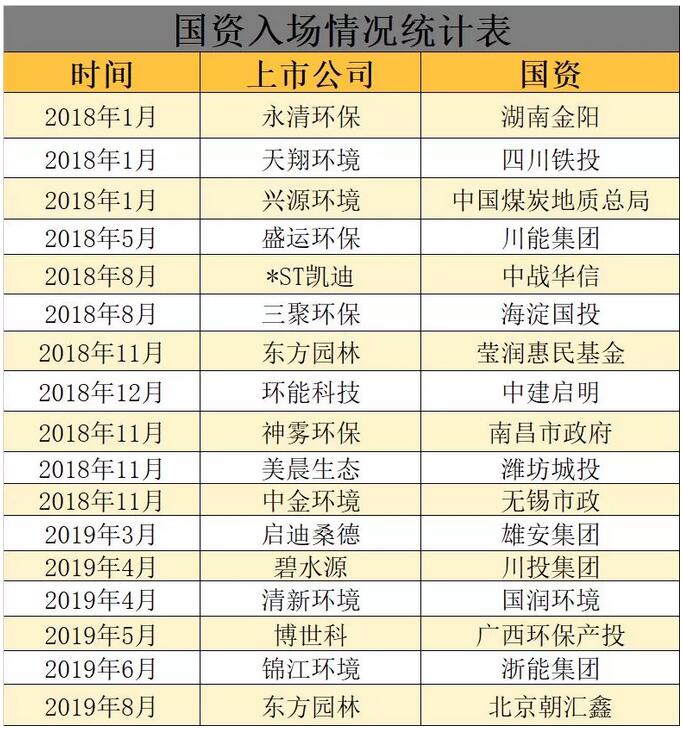 国资入场情况统计表
时间 上市公司 国资
2018年1月 永清环保 湖南金阳
2018年1月 天翔环境 四川铁投
2018年1月 兴源环境 中国煤炭地质总局
2018年5月 盛运环保 川能集团
2018年8月 *ST凯迪 中战华信
2018年8月 三聚环保 海淀国投
2018年11月 东方园林 莹润惠民基金
2018年12月 环能科技 中建启明
2018年11月 神雾环保 南昌市政府
2018年11月 美晨生态 潍坊城投
2018年11月 中金环境 无锡市政
2019年3月 启迪桑德 雄安集团
2019年4月 碧水源 川投集团
2019年4月 清新环境 国润环境
2019年5月 博世科 广西环保产投
2019年6月 锦江环境 浙能集团
2019年8月 东方园林 北京朝汇鑫